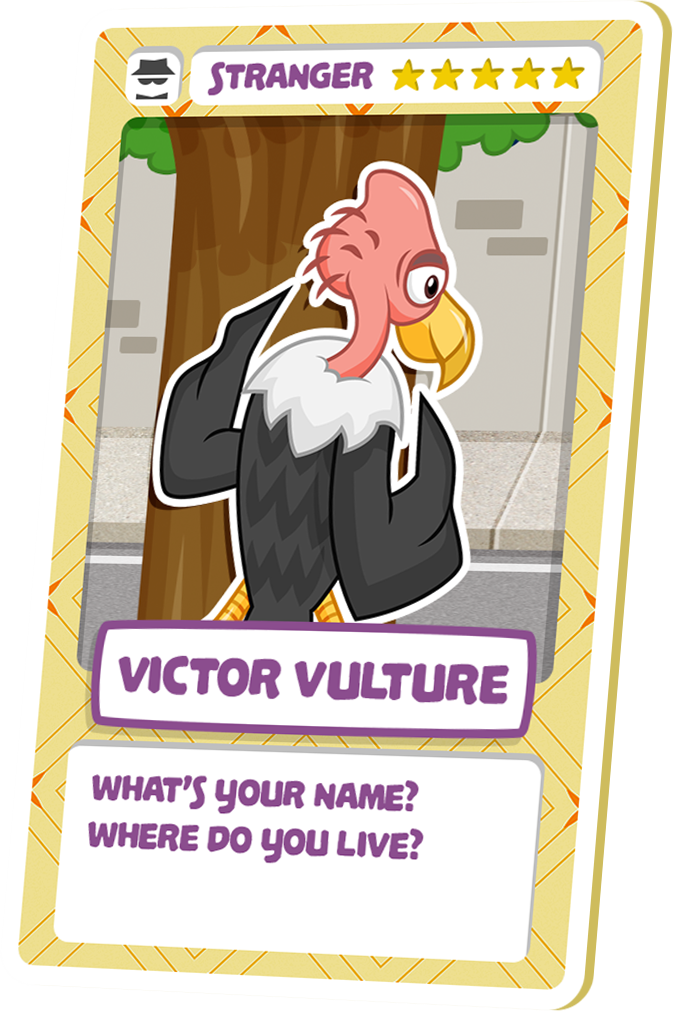 STRANGER
VICTOR VULTURE
WHAT'S YOUR NAME?
WHERE DO YOU LIVE?